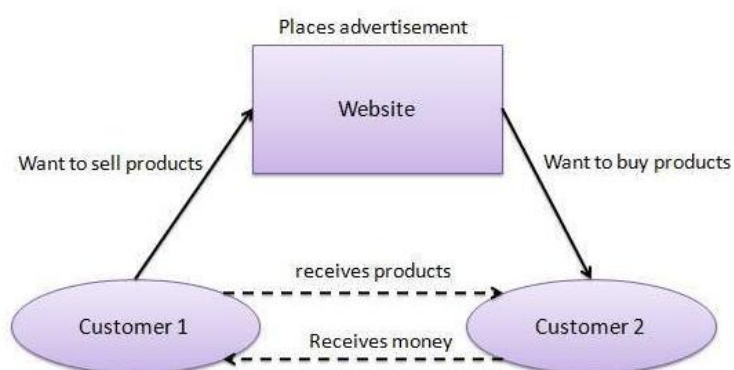 Places advertisement
Website
Want to sell products
Want to buy products
receives products
Customer 1
Customer 2
Receives money